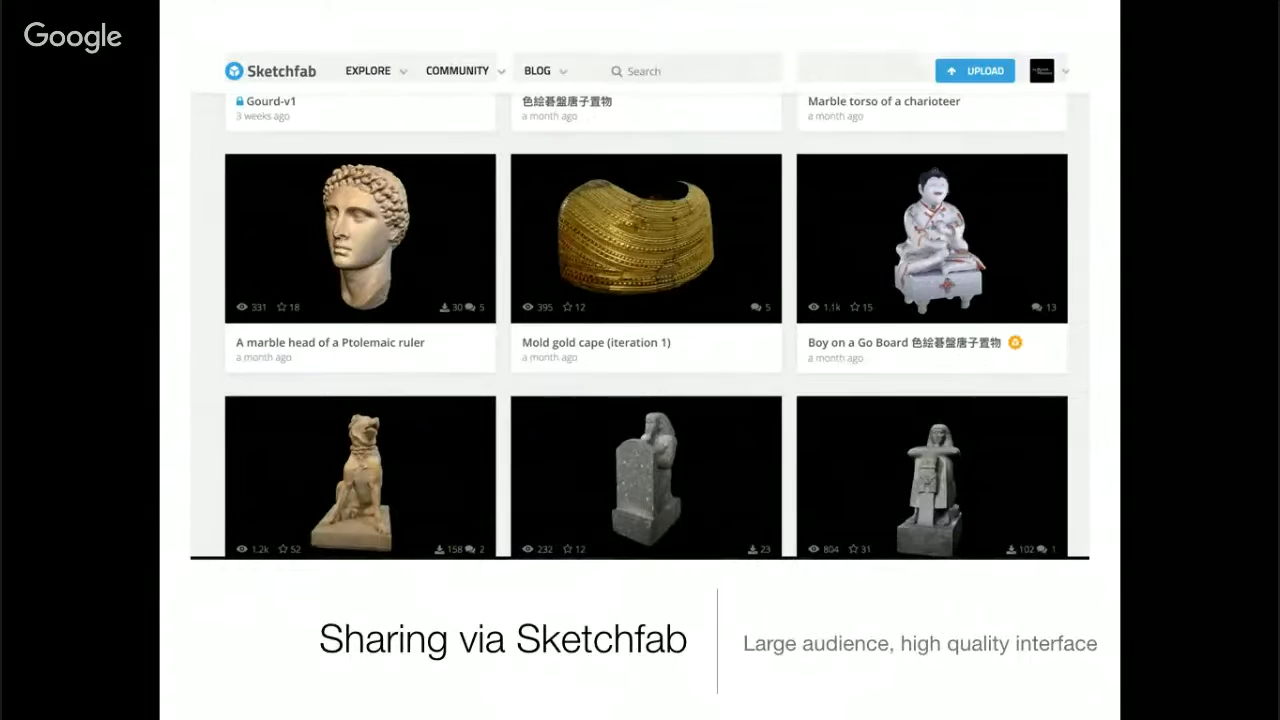 Google
Sketchfab EXPLORE COMMUNITY BLOG Search UPLOAD
Gourd-v1
3 weeks ago
色絵碁盤唐子置物
a month ago
Marble torso of a charioteer
a month ago
331 18 30 5
395 12 5
1.1k 15 13
A marble head of a Ptolemaic ruler
a month ago
Mold gold cape (iteration 1)
a month ago
Boy on a Go Board 色絵碁盤唐子置物
a month ago
1.2k 52 158 2
232 12 23
804 31 102 1
Sharing via Sketchfab
Large audience, high quality interface